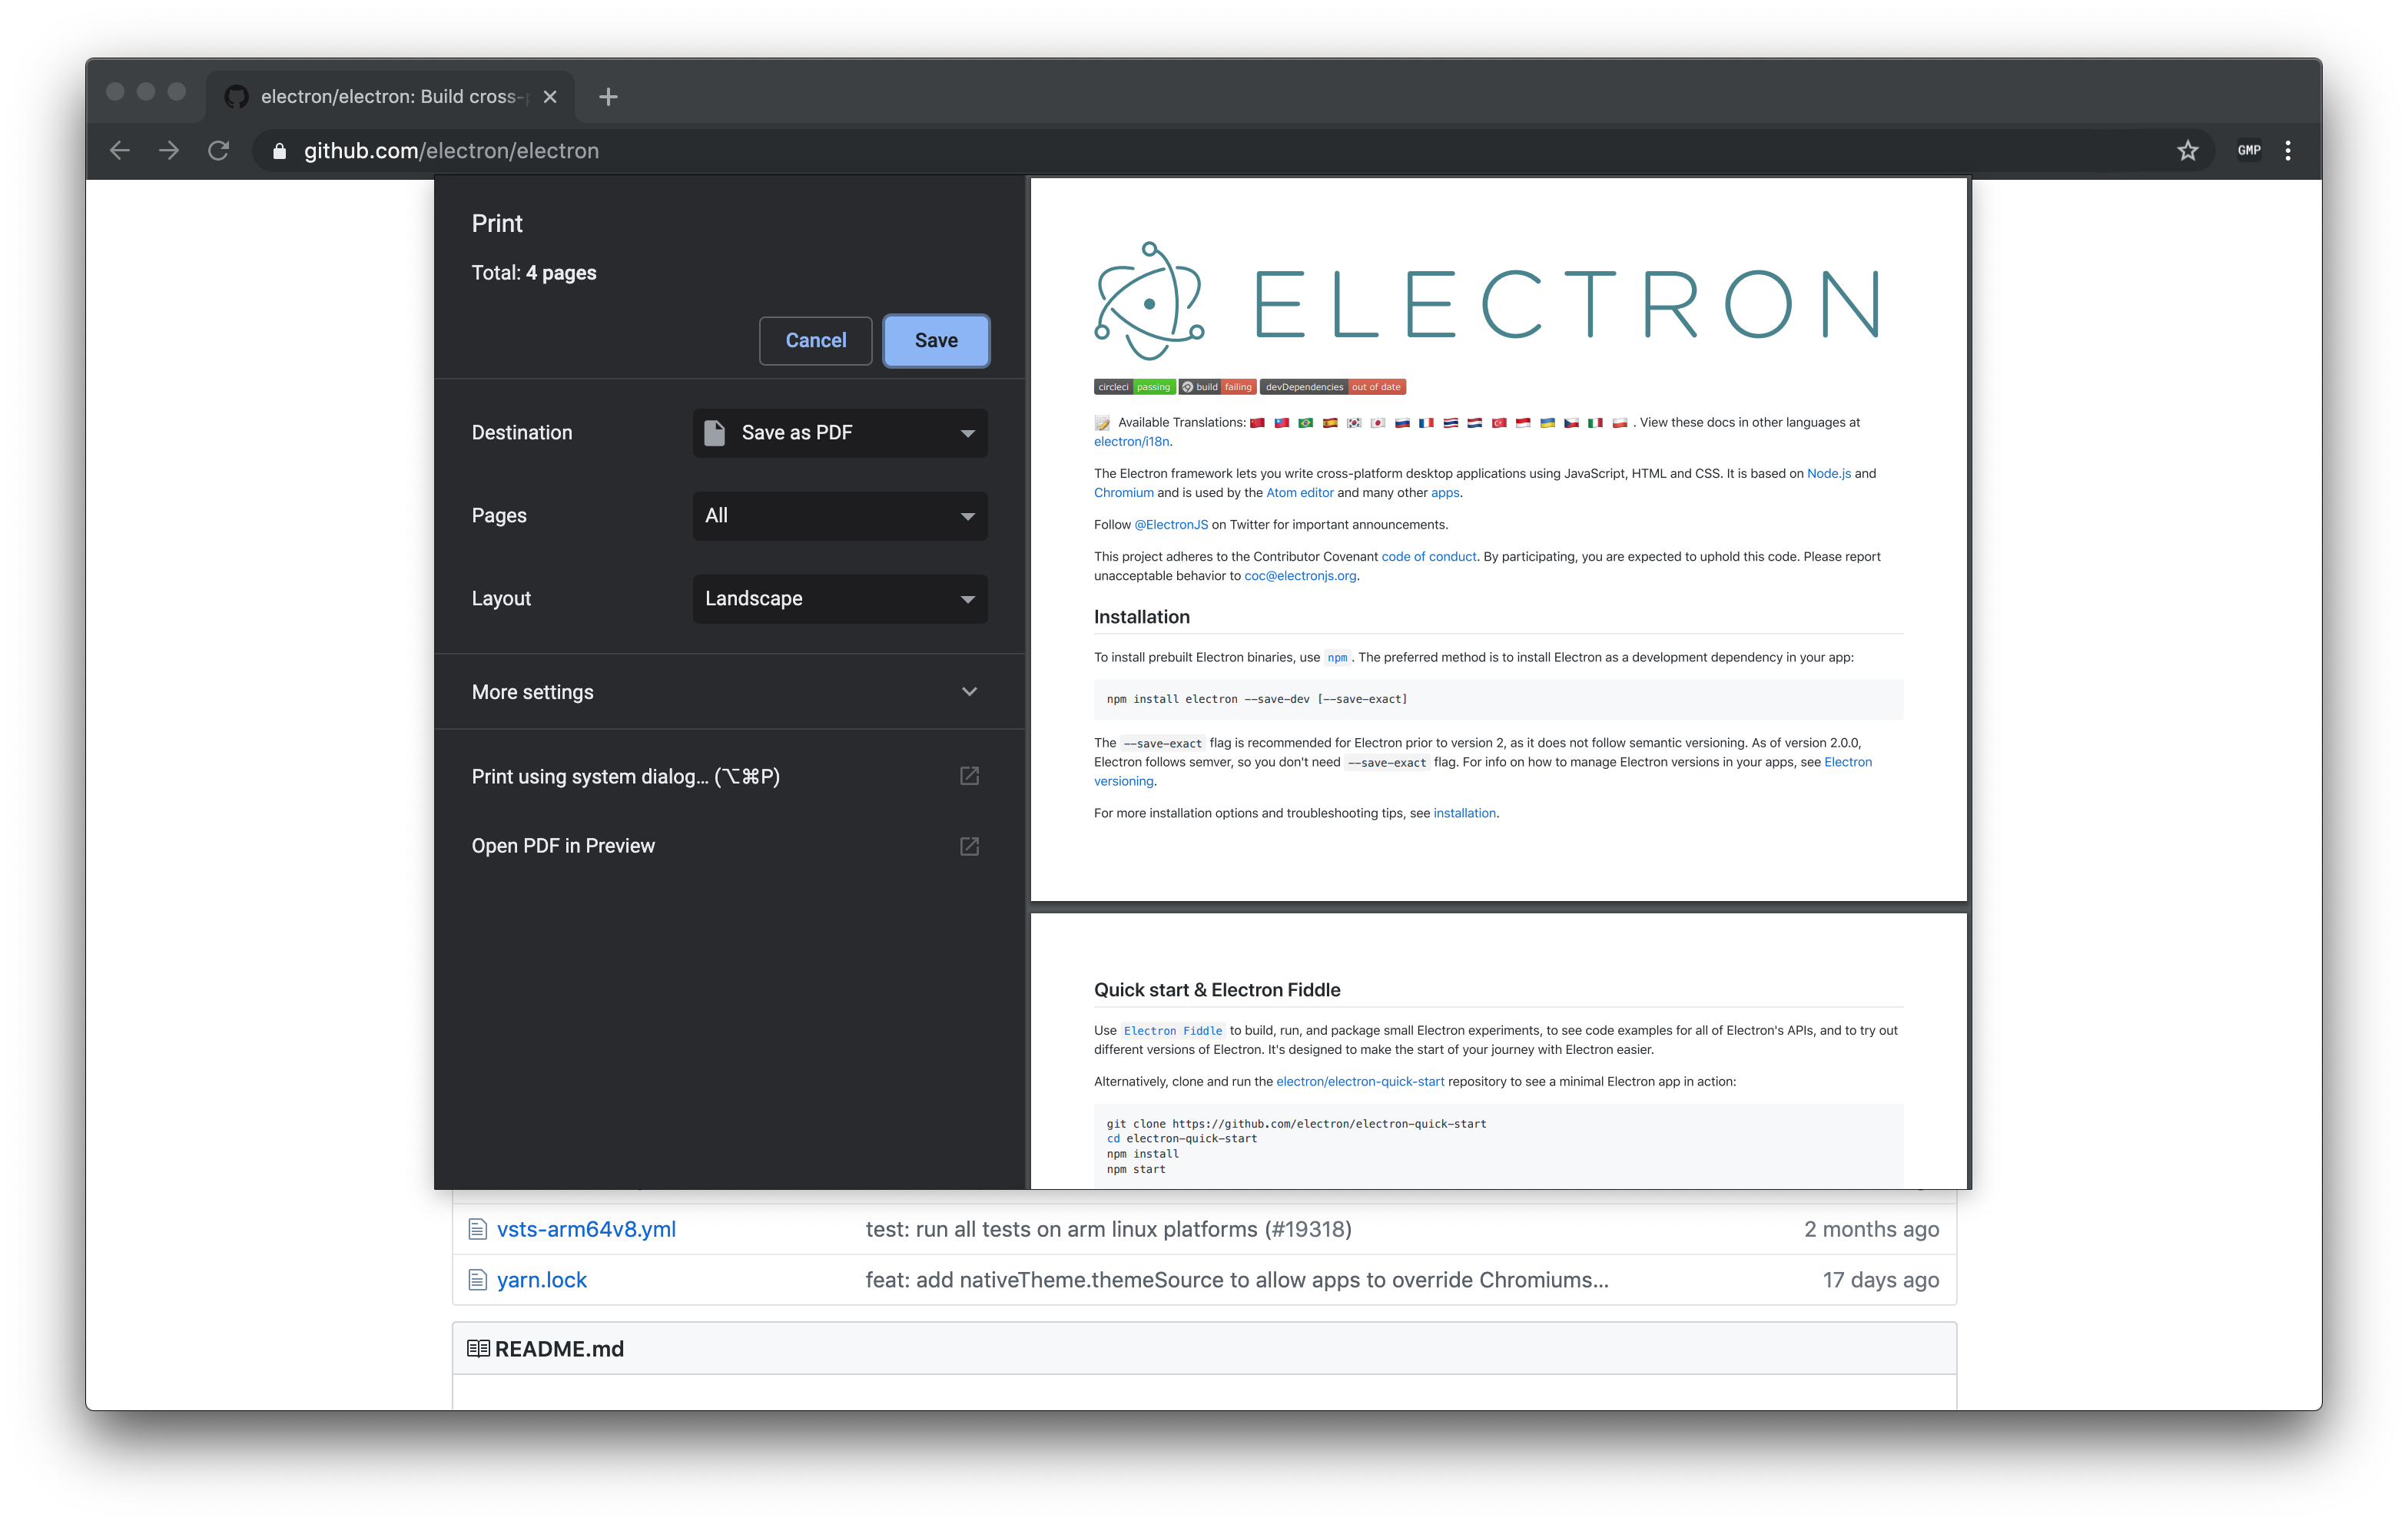 electron/electron: Build cross-
github.com/electron/electron
GMP
Print
Total: 4 pages
Cancel
Save
Destination
Save as PDF
Pages
All
Layout
Landscape
More settings
Print using system dialog... (⌥⌘P)
Open PDF in Preview
ELECTRON
circleci passing build failing devDependencies out of date
Available Translations: . View these docs in other languages at
electron/i18n.
The Electron framework lets you write cross-platform desktop applications using JavaScript, HTML and CSS. It is based on Node.js and
Chromium and is used by the Atom editor and many other apps.
Follow @ElectronJS on Twitter for important announcements.
This project adheres to the Contributor Covenant code of conduct. By participating, you are expected to uphold this code. Please report
unacceptable behavior to coc@electronjs.org.
Installation
To install prebuilt Electron binaries, use npm . The preferred method is to install Electron as a development dependency in your app:
npm install electron --save-dev [--save-exact]
The --save-exact flag is recommended for Electron prior to version 2, as it does not follow semantic versioning. As of version 2.0.0,
Electron follows semver, so you don't need --save-exact flag. For info on how to manage Electron versions in your apps, see Electron
versioning.
For more installation options and troubleshooting tips, see installation.
Quick start & Electron Fiddle
Use Electron Fiddle to build, run, and package small Electron experiments, to see code examples for all of Electron's APIs, and to try out
different versions of Electron. It's designed to make the start of your journey with Electron easier.
Alternatively, clone and run the electron/electron-quick-start repository to see a minimal Electron app in action:
git clone https://github.com/electron/electron-quick-start
cd electron-quick-start
npm install
npm start
vsts-arm64v8.yml
test: run all tests on arm linux platforms (#19318)
2 months ago
yarn.lock
feat: add nativeTheme.themeSource to allow apps to override Chromiums...
17 days ago
README.md